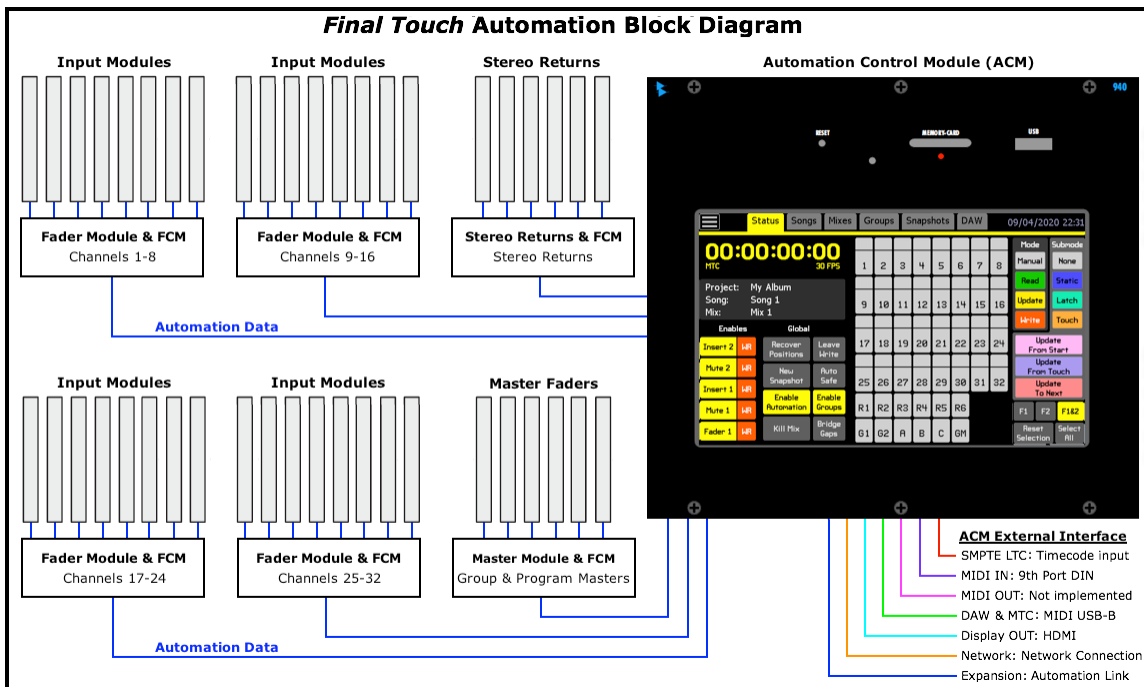 Final Touch Automation Block Diagram
Input Modules
Input Modules
Stereo Returns
Automation Control Module (ACM)
Fader Module & FCM
Channels 1-8
Fader Module & FCM
Channels 9-16
Stereo Returns & FCM
Stereo Returns
Automation Data
940
RESET
MEMORY-CARD
USB
Status Songs Mixes Groups Snapshots DAW 09/04/2020 22:31
00:00:00:00
MTC 30 FPS
Project: My Album
Song: Song 1
Mix: Mix 1
Enables Global
Insert 2 WR
Mute 2 WR
Insert 1 WR
Mute 1 WR
Fader 1 WR
Recover
Positions
Leave
Write
New
Snapshot
Auto
Safe
Enable
Automation
Enable
Groups
Kill Mix
Bridge
Gaps
1 2 3 4 5 6 7 8
9 10 11 12 13 14 15 16
17 18 19 20 21 22 23 24
25 26 27 28 29 30 31 32
R1 R2 R3 R4 R5 R6
G1 G2 A B C GM
Mode Submode
Manual None
Read Static
Update Latch
Write Touch
Update
From Start
Update
From Touch
Update
To Next
F1 F2 F1&2
Reset
Selection
Select
All
Input Modules
Input Modules
Master Faders
Fader Module & FCM
Channels 17-24
Fader Module & FCM
Channels 25-32
Master Module & FCM
Group & Program Masters
Automation Data
ACM External Interface
SMPTE LTC: Timecode input
MIDI IN: 9th Port DIN
MIDI OUT: Not implemented
DAW & MTC: MIDI USB-B
Display OUT: HDMI
Network: Network Connection
Expansion: Automation Link